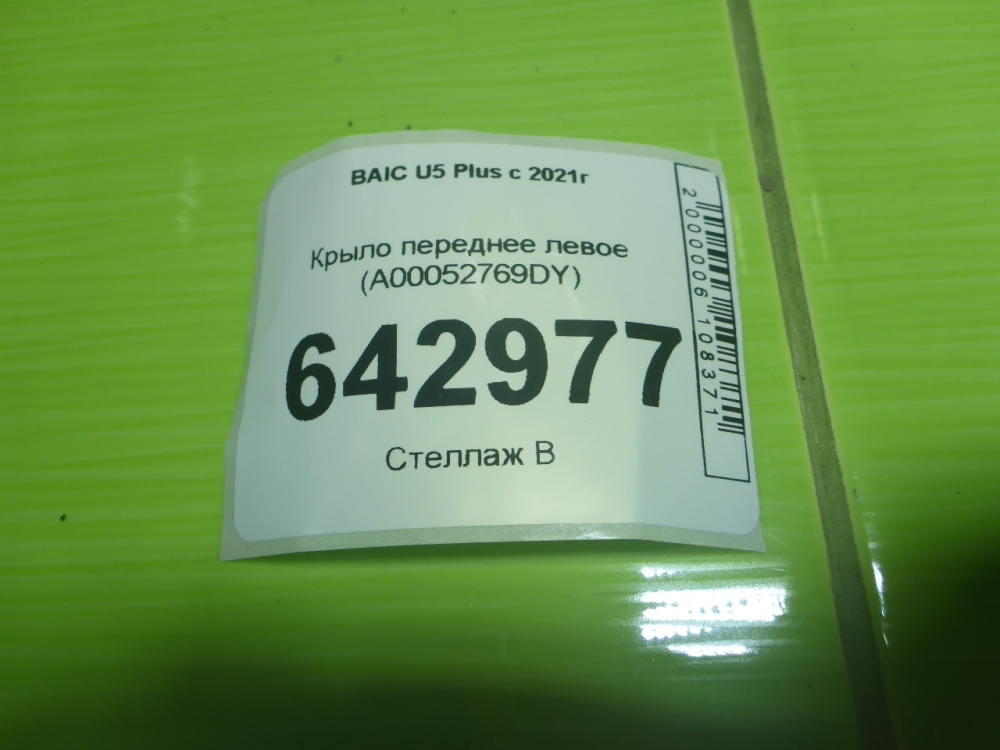 BAIC U5 Plus с 2021г
Крыло переднее левое
(A00052769DY)
642977
Стеллаж В
2000006108371